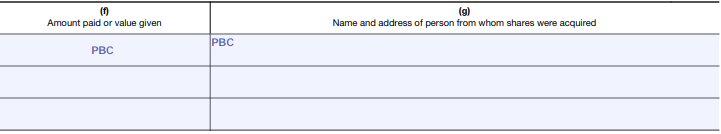 (f)
Amount paid or value given
(g)
Name and address of person from whom shares were acquired
PBC
PBC